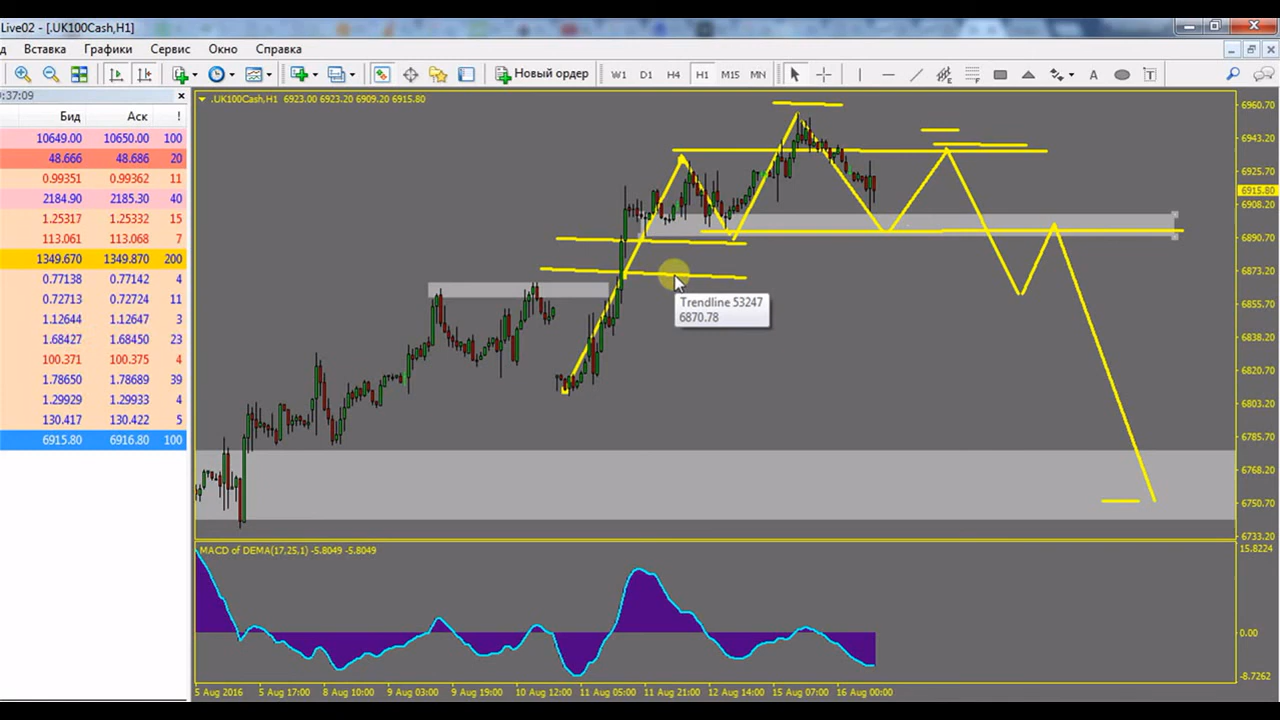 Live02 - [.UK100Cash,H1]
Вставка Графики Сервис Окно Справка
Новый ордер W1 D1 H4 H1 M15 MN A T
:37:09
Бид Аск !
10649.00 10650.00 100
48.666 48.686 20
0.99351 0.99362 11
2184.90 2185.30 40
1.25317 1.25332 15
113.061 113.068 7
1349.670 1349.870 200
0.77138 0.77142 4
0.72713 0.72724 11
1.12644 1.12647 3
1.68427 1.68450 23
100.371 100.375 4
1.78650 1.78689 39
1.29929 1.29933 4
130.417 130.422 5
6915.80 6916.80 100
.UK100Cash,H1 6923.00 6923.20 6909.20 6915.80
6960.70
6943.20
6925.70
6915.80
6908.20
6890.70
6873.20
6855.70
6838.20
6820.70
6803.20
6785.70
6768.20
6750.70
6733.20
Trendline 53247
6870.78
MACD of DEMA(17,25,1) -5.8049 -5.8049
15.8224
0.00
-8.7262
5 Aug 2016 5 Aug 17:00 8 Aug 10:00 9 Aug 03:00 9 Aug 19:00 10 Aug 12:00 11 Aug 05:00 11 Aug 21:00 12 Aug 14:00 15 Aug 07:00 16 Aug 00:00